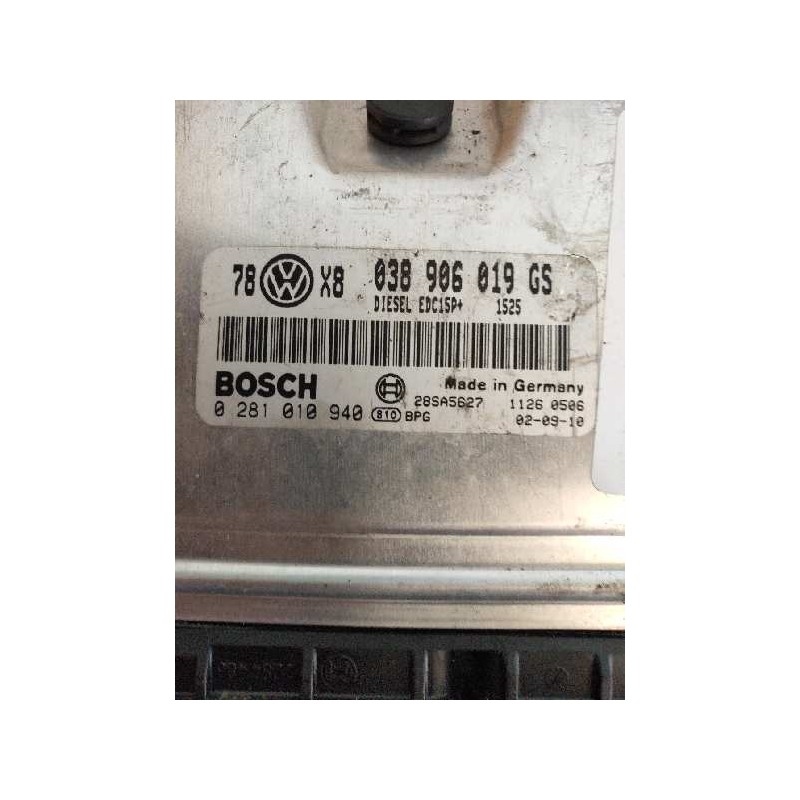 78 VW X8 038 906 019 GS
DIESEL EDC15P+ 1525
BOSCH Made in Germany
28SA5627 1126 0506
0 281 010 940 810 BPG 02-09-10